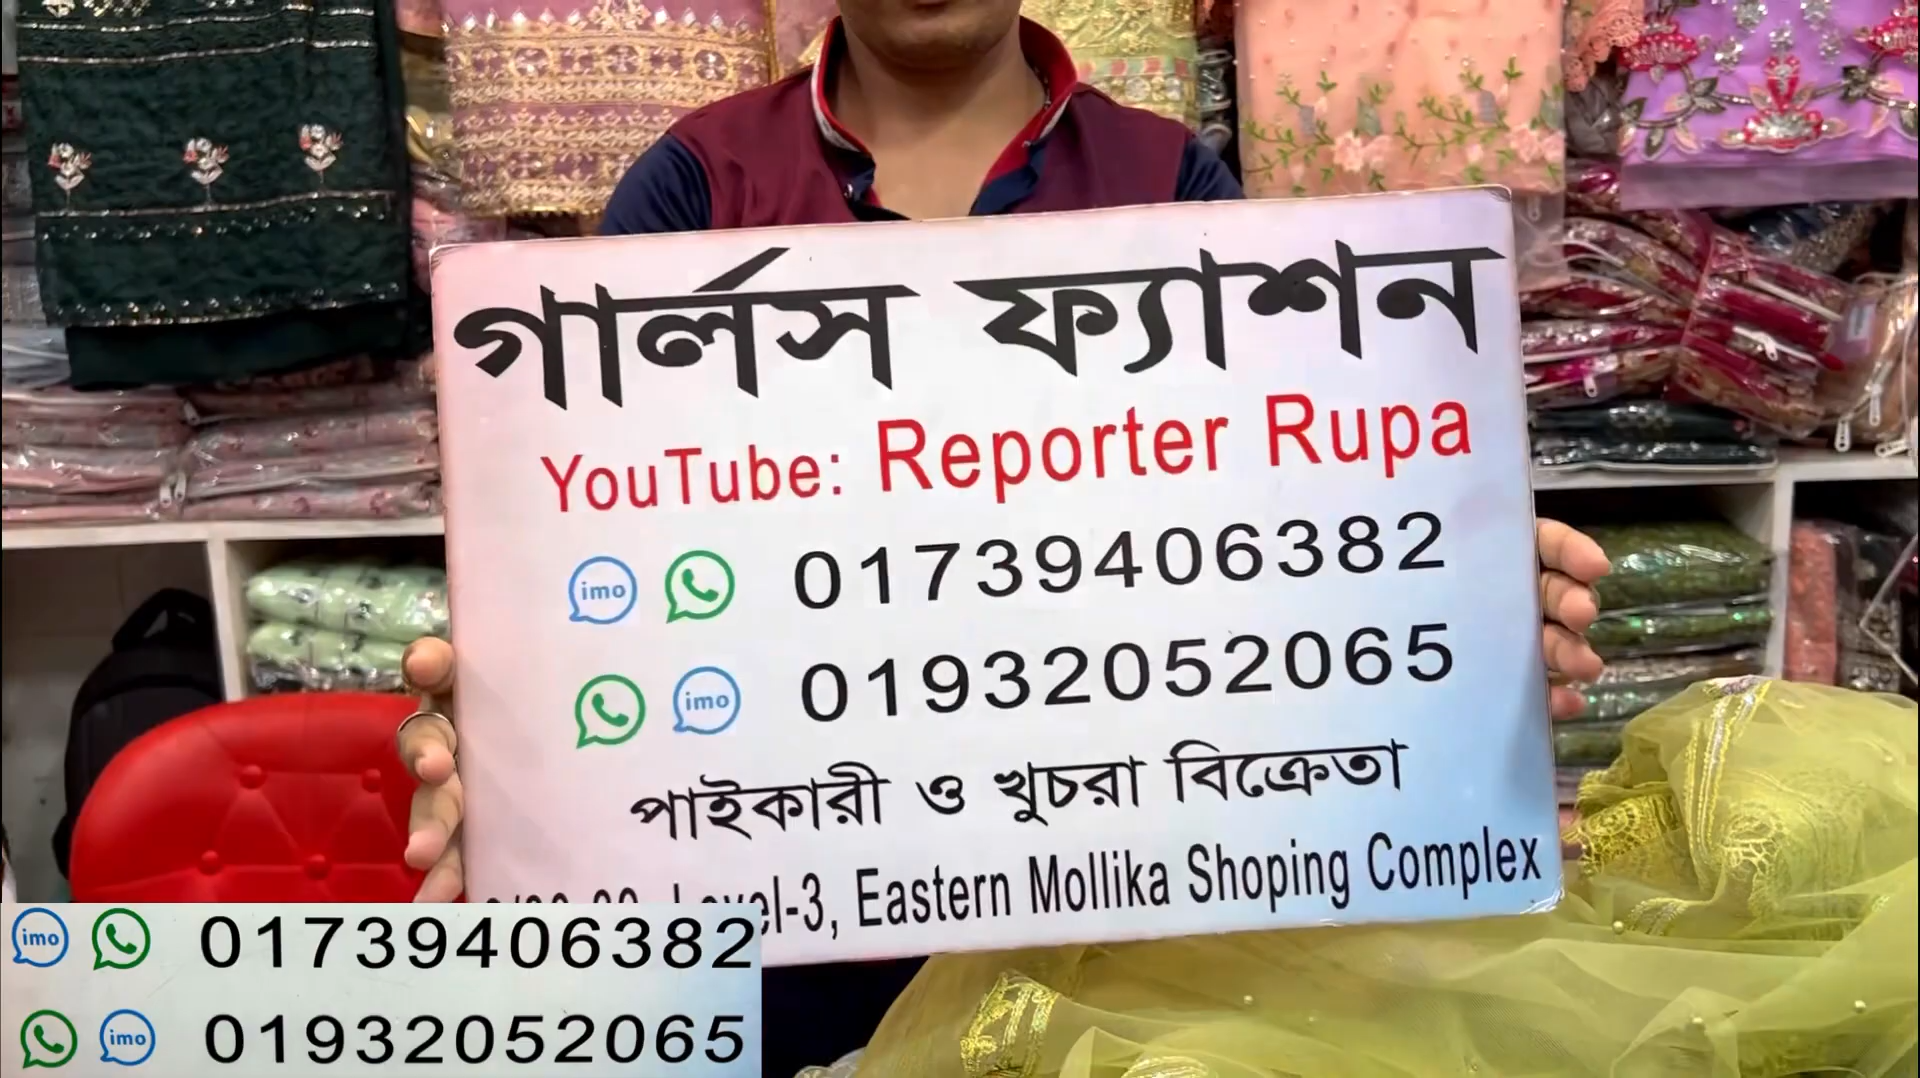 গার্লস ফ্যাশন
YouTube: Reporter Rupa
imo 01739406382
imo 01932052065
পাইকারী ও খুচরা বিক্রেতা
Level-3, Eastern Mollika Shoping Complex
imo 01739406382
imo 01932052065